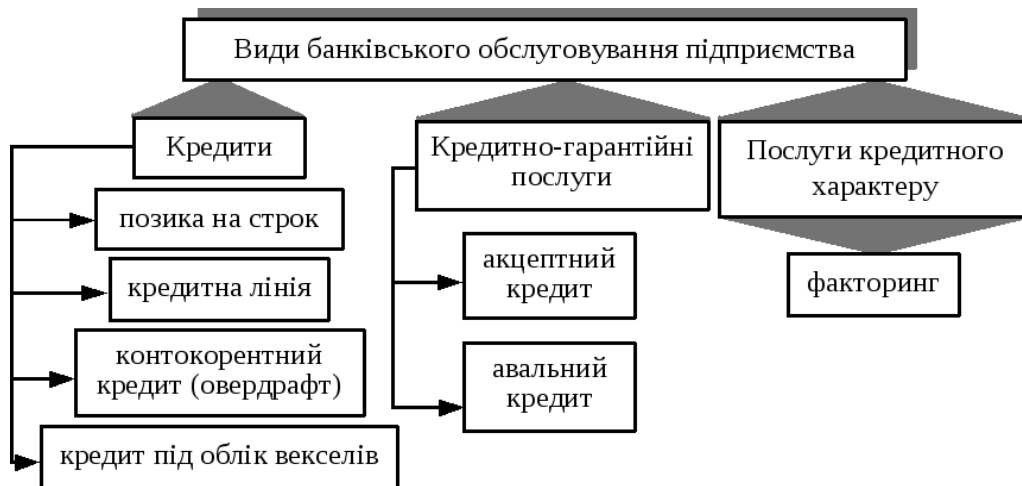 Види банківського обслуговування підприємства
Кредити
позика на строк
кредитна лінія
контокорентний
кредит (овердрафт)
кредит під облік векселів
Кредитно-гарантійні
послуги
акцептний
кредит
авальний
кредит
Послуги кредитного
характеру
факторинг